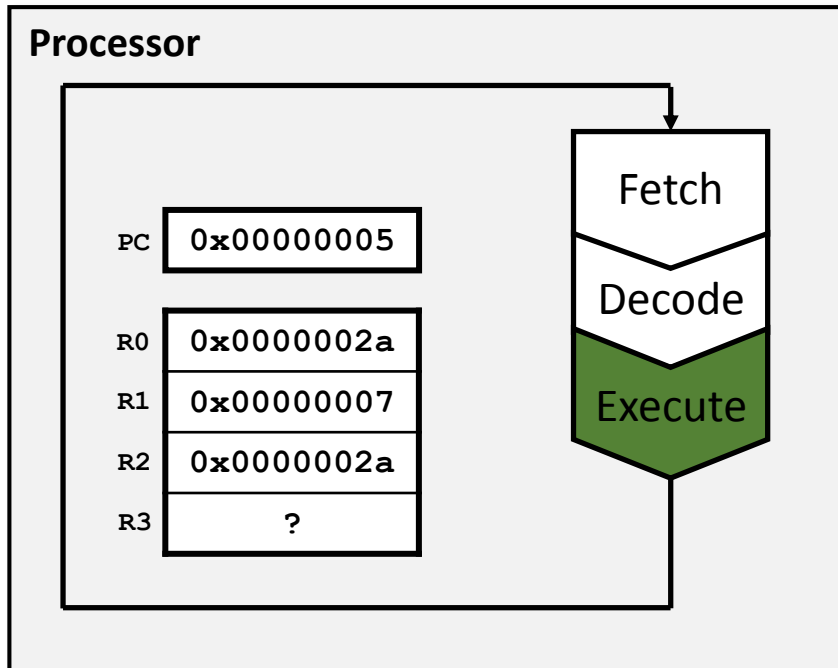 Processor
Fetch
PC 0x00000005
Decode
R0 0x0000002a
R1 0x00000007
Execute
R2 0x0000002a
R3 ?